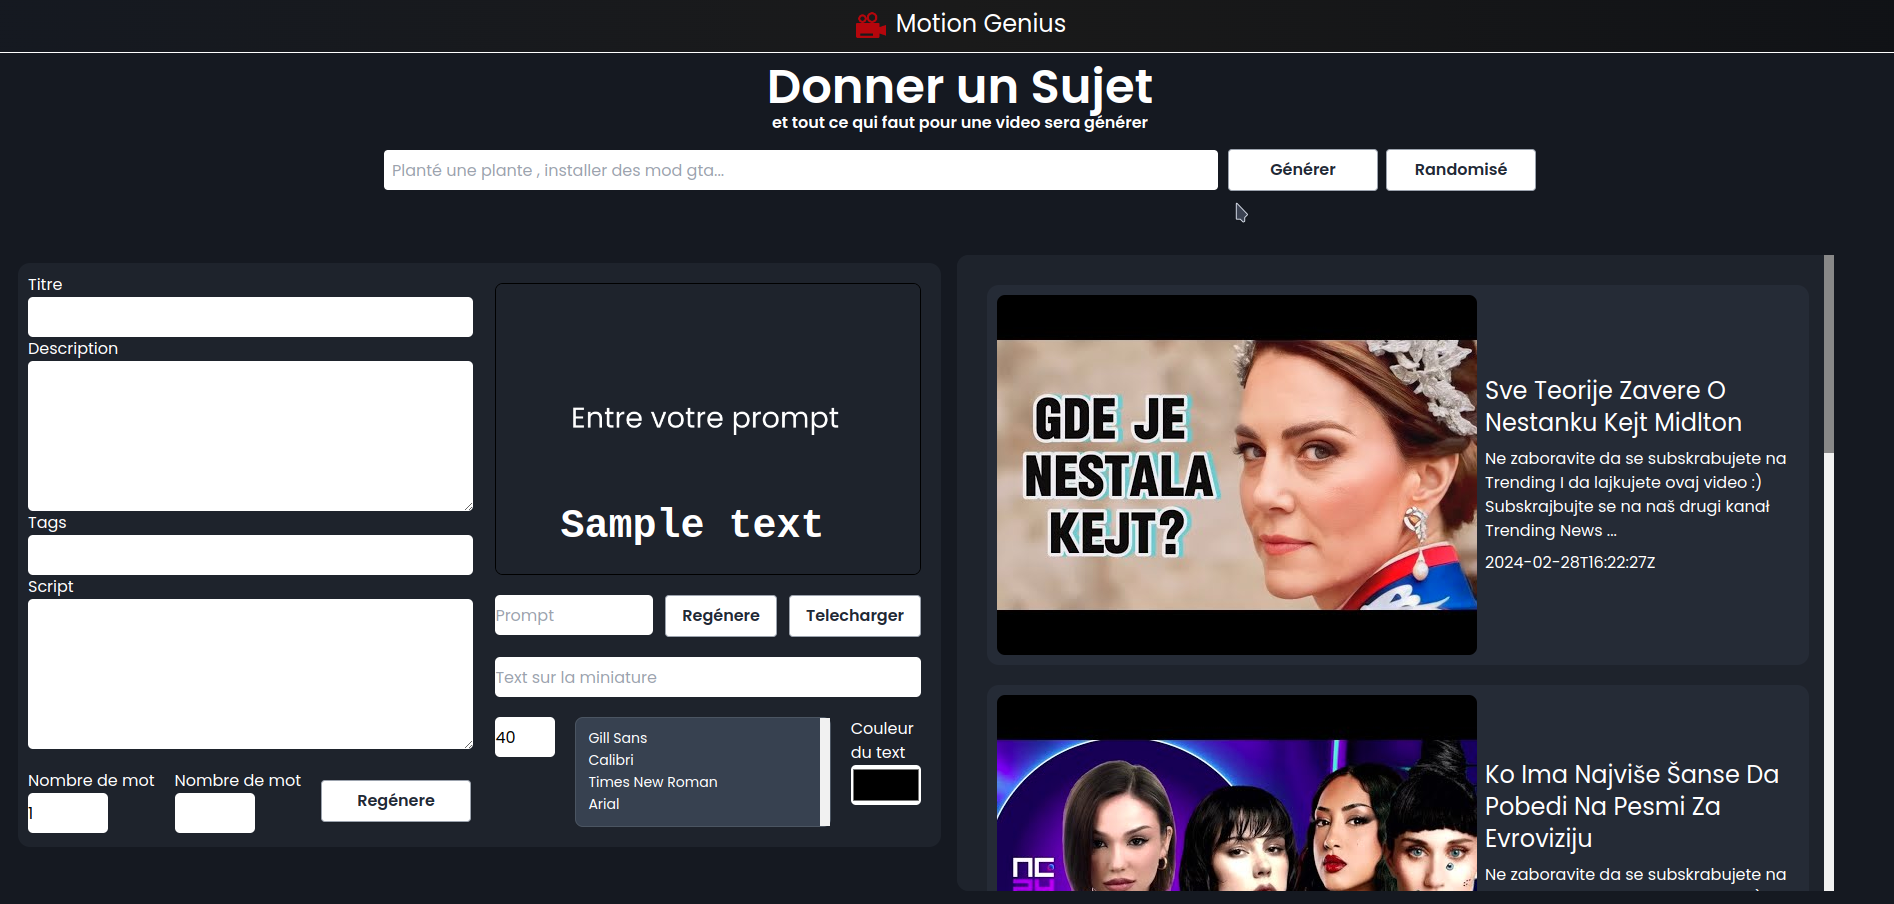 Motion Genius
Donner un Sujet
et tout ce qui faut pour une video sera générer
Planté une plante , installer des mod gta...
Générer
Randomisé
Titre
Description
Tags
Script
Nombre de mot
1
Nombre de mot
Regénere
Entre votre prompt
Sample text
Prompt
Regénere
Telecharger
Text sur la miniature
40
Gill Sans
Calibri
Times New Roman
Arial
Couleur
du text
GDE JE
NESTALA
KEJT?
Sve Teorije Zavere O
Nestanku Kejt Midlton
Ne zaboravite da se subskrabujete na
Trending I da lajkujete ovaj video :)
Subskrajbujte se na naš drugi kanal
Trending News ...
2024-02-28T16:22:27Z
Ko Ima Najviše Šanse Da
Pobedi Na Pesmi Za
Evroviziju
Ne zaboravite da se subskrabujete na